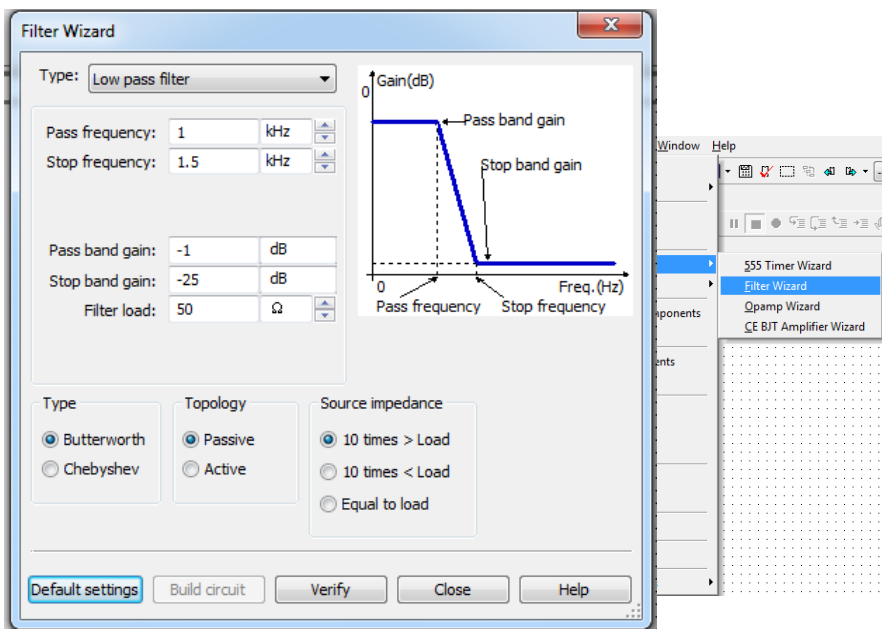 Filter Wizard
Type: Low pass filter
Pass frequency: 1 kHz
Stop frequency: 1.5 kHz
Pass band gain: -1 dB
Stop band gain: -25 dB
Filter load: 50 Ω
Gain(dB)
0
Pass band gain
Stop band gain
0 Freq.(Hz)
Pass frequency Stop frequency
Type
Butterworth
Chebyshev
Topology
Passive
Active
Source impedance
10 times > Load
10 times < Load
Equal to load
Default settings Build circuit Verify Close Help
Window Help
555 Timer Wizard
Filter Wizard
Opamp Wizard
CE BJT Amplifier Wizard